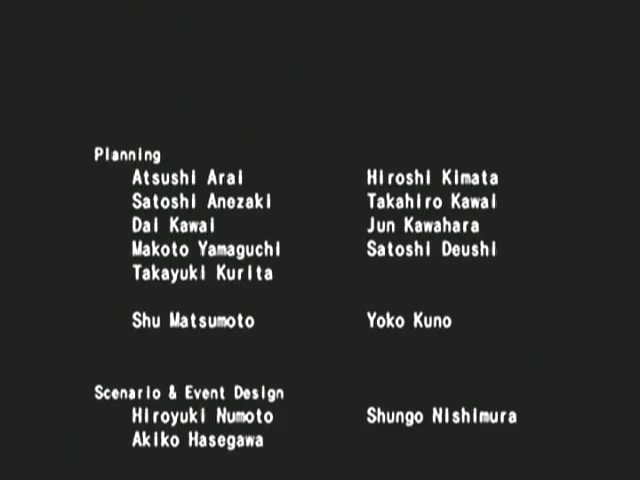 Planning
Atsushi Arai Hiroshi Kimata
Satoshi Anezaki Takahiro Kawai
Dai Kawai Jun Kawahara
Makoto Yamaguchi Satoshi Deushi
Takayuki Kurita
Shu Matsumoto Yoko Kuno
Scenario & Event Design
Hiroyuki Numoto Shungo Nishimura
Akiko Hasegawa